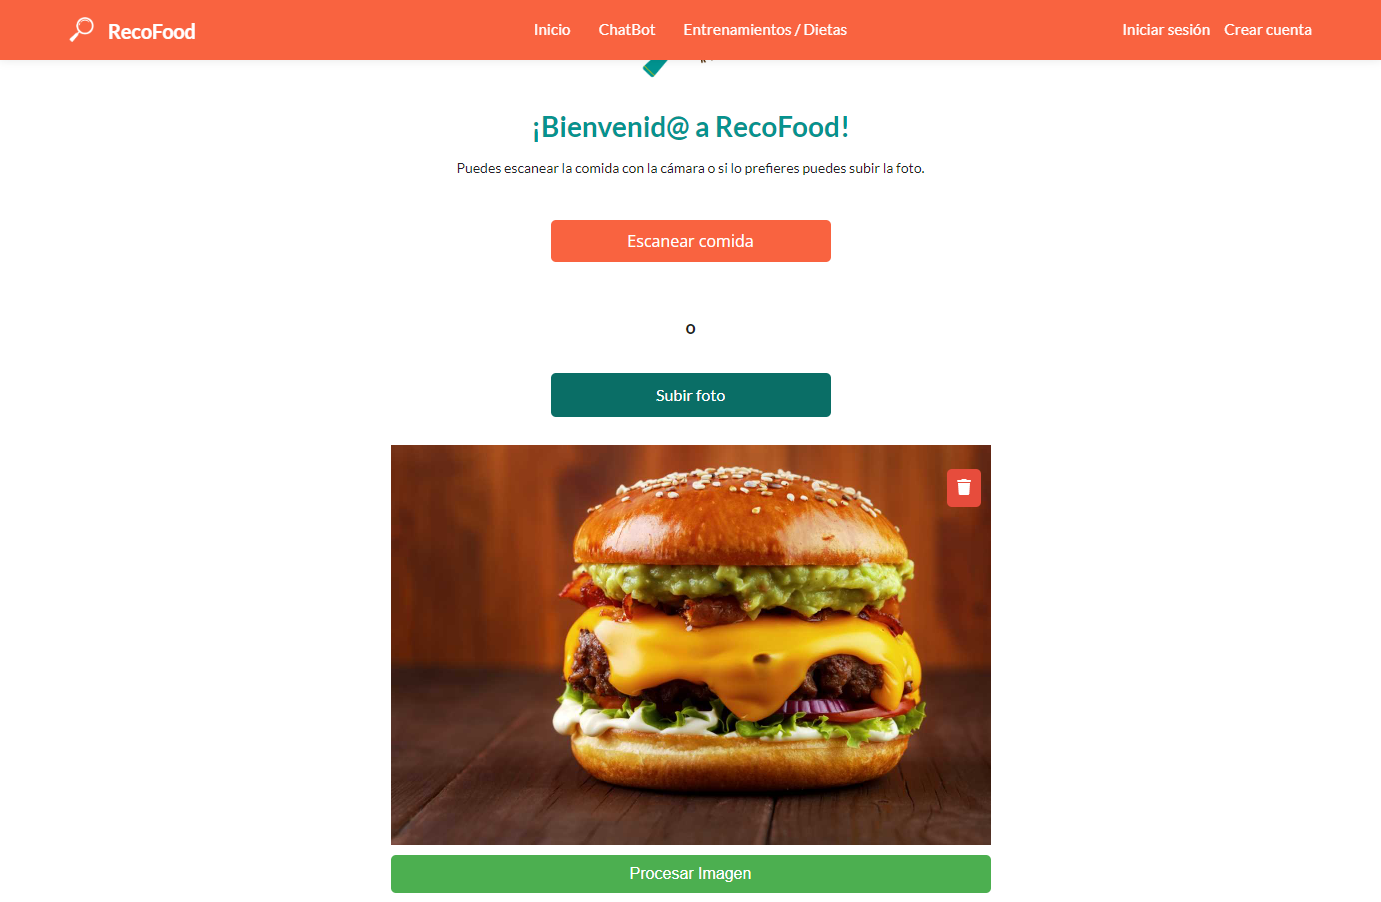 RecoFood
Inicio ChatBot Entrenamientos / Dietas
Iniciar sesión Crear cuenta
¡Bienvenid@ a RecoFood!
Puedes escanear la comida con la cámara o si lo prefieres puedes subir la foto.
Escanear comida
O
Subir foto
Procesar Imagen